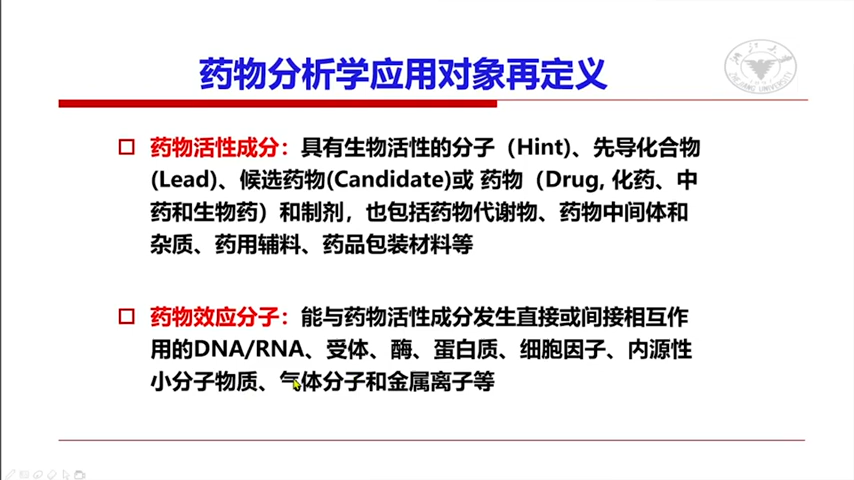 药物分析学应用对象再定义
ZHEJIANG UNIVERSITY
药物活性成分：具有生物活性的分子（Hint)、先导化合物
(Lead)、候选药物(Candidate)或 药物（Drug, 化药、中
药和生物药）和制剂，也包括药物代谢物、药物中间体和
杂质、药用辅料、药品包装材料等
药物效应分子：能与药物活性成分发生直接或间接相互作
用的DNA/RNA、受体、酶、蛋白质、细胞因子、内源性
小分子物质、气体分子和金属离子等